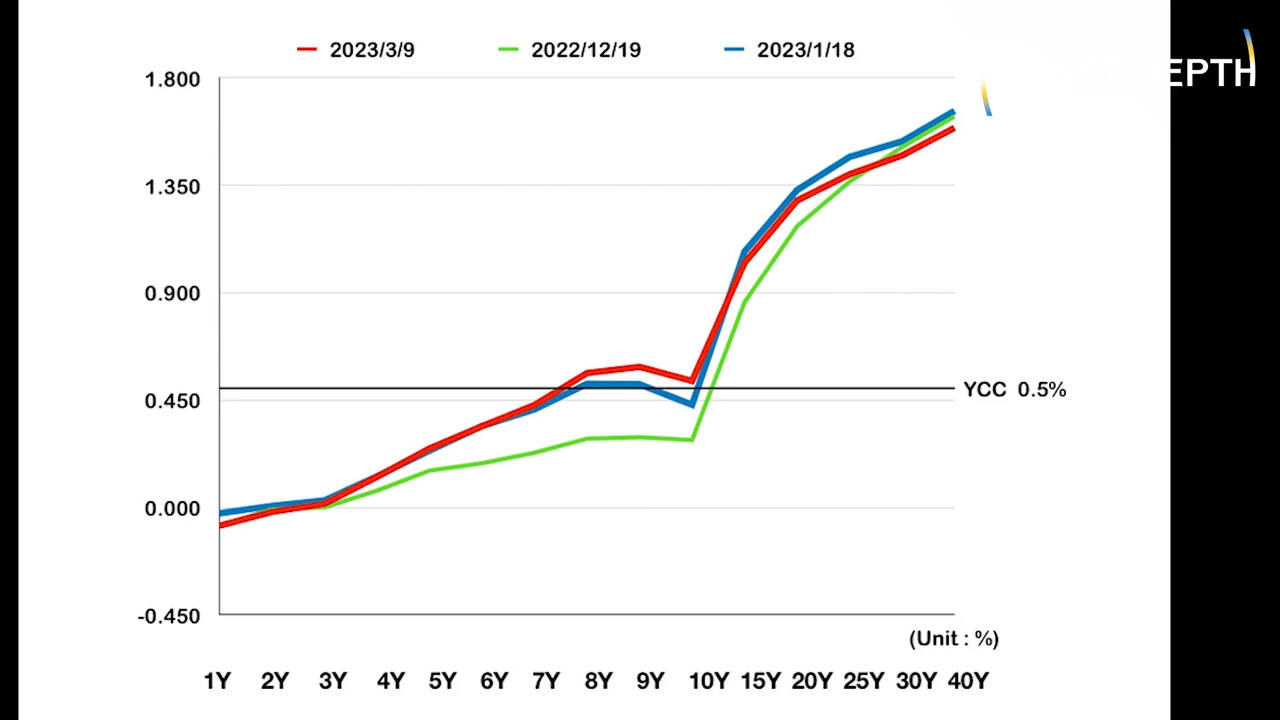 2023/3/9 2022/12/19 2023/1/18
EPTH
1.800
1.350
0.900
YCC 0.5%
0.450
0.000
-0.450
(Unit : %)
1Y 2Y 3Y 4Y 5Y 6Y 7Y 8Y 9Y 10Y 15Y 20Y 25Y 30Y 40Y